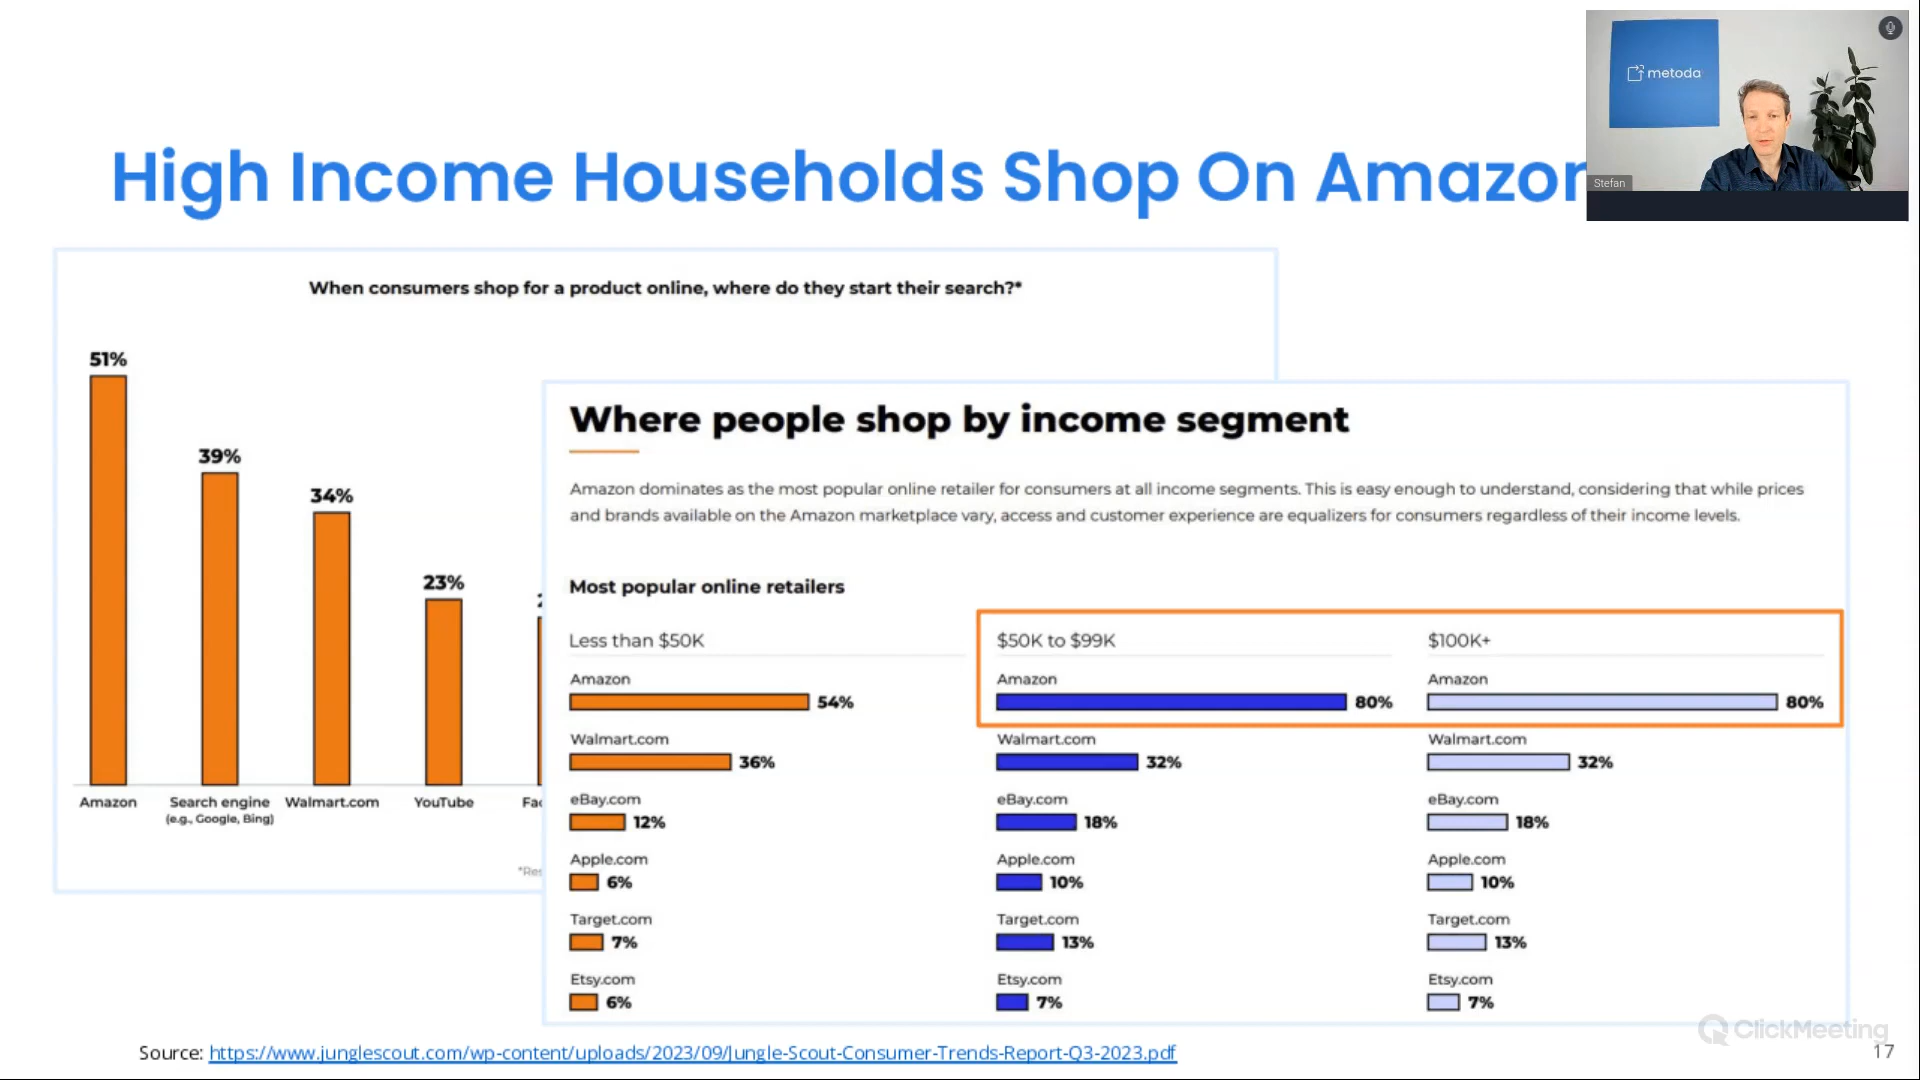 metoda
Stefan
High Income Households Shop On Amazon
When consumers shop for a product online, where do they start their search?*
51%
39%
34%
23%
Amazon
Search engine
(e.g., Google, Bing)
Walmart.com
YouTube
Where people shop by income segment
Amazon dominates as the most popular online retailer for consumers at all income segments. This is easy enough to understand, considering that while prices
and brands available on the Amazon marketplace vary, access and customer experience are equalizers for consumers regardless of their income levels.
Most popular online retailers
Less than $50K
Amazon
54%
Walmart.com
36%
eBay.com
12%
Apple.com
6%
Target.com
7%
Etsy.com
6%
$50K to $99K
Amazon
80%
Walmart.com
32%
eBay.com
18%
Apple.com
10%
Target.com
13%
Etsy.com
7%
$100K+
Amazon
80%
Walmart.com
32%
eBay.com
18%
Apple.com
10%
Target.com
13%
Etsy.com
7%
Source: https://www.junglescout.com/wp-content/uploads/2023/09/Jungle-Scout-Consumer-Trends-Report-Q3-2023.pdf
ClickMeeting
17